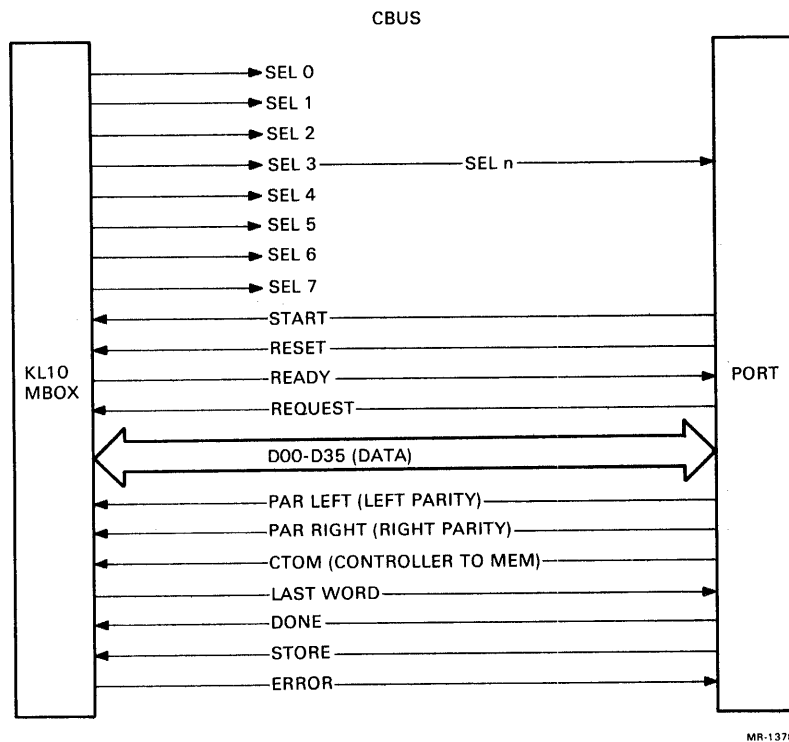 CBUS
SEL 0
SEL 1
SEL 2
SEL 3 SEL n
SEL 4
SEL 5
SEL 6
SEL 7
START
RESET
KL10
MBOX
READY
PORT
REQUEST
D00-D35 (DATA)
PAR LEFT (LEFT PARITY)
PAR RIGHT (RIGHT PARITY)
CTOM (CONTROLLER TO MEM)
LAST WORD
DONE
STORE
ERROR